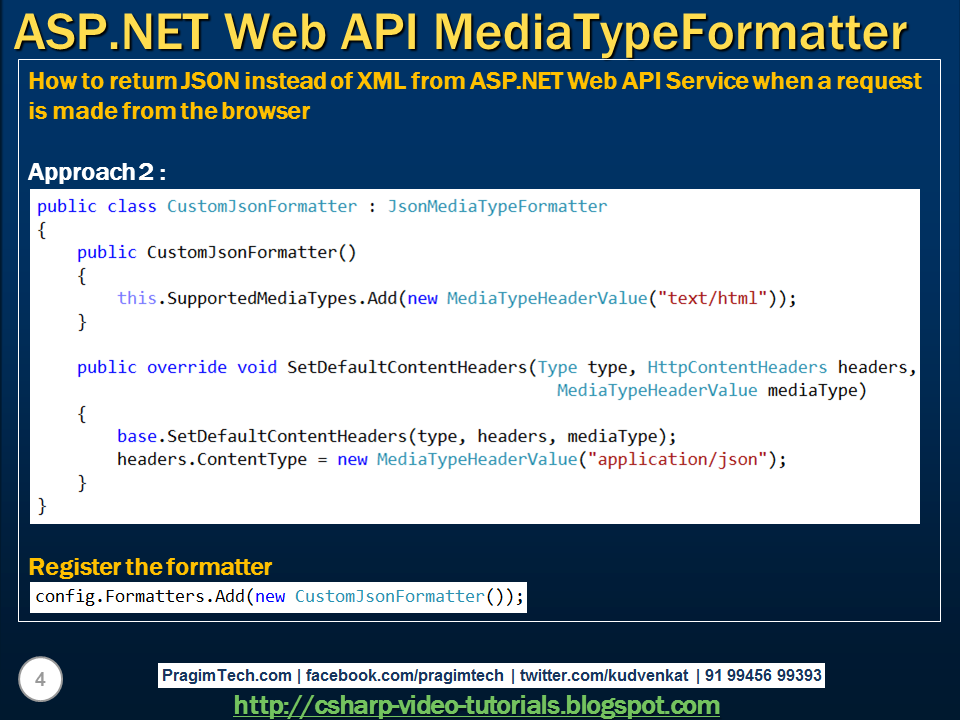 ASP.NET Web API MediaTypeFormatter
How to return JSON instead of XML from ASP.NET Web API Service when a request
is made from the browser
Approach 2 :
public class CustomJsonFormatter : JsonMediaTypeFormatter
{
    public CustomJsonFormatter()
    {
        this.SupportedMediaTypes.Add(new MediaTypeHeaderValue("text/html"));
    }
    public override void SetDefaultContentHeaders(Type type, HttpContentHeaders headers,
                                                    MediaTypeHeaderValue mediaType)
    {
        base.SetDefaultContentHeaders(type, headers, mediaType);
        headers.ContentType = new MediaTypeHeaderValue("application/json");
    }
}
Register the formatter
config.Formatters.Add(new CustomJsonFormatter());
4
PragimTech.com | facebook.com/pragimtech | twitter.com/kudvenkat | 91 99456 99393
http://csharp-video-tutorials.blogspot.com